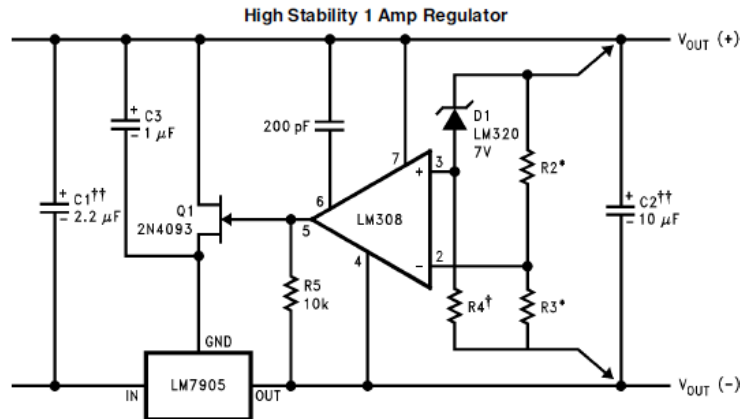 High Stability 1 Amp Regulator
V_OUT (+)
+
C3
- 1 μF
200 pF
D1
LM320
7V
7
+ 3
R2*
+
C1††
- 2.2 μF
Q1
2N4093
6
5
LM308
+
C2††
- 10 μF
4
- 2
R5
10k
R4†
R3*
GND
LM7905
IN
OUT
V_OUT (-)